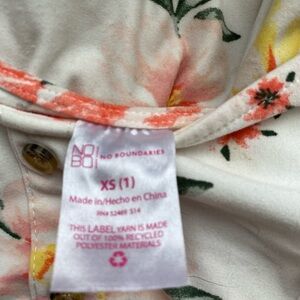 NO BO
NO BOUNDARIES
XS (1)
Made in/Hecho en China
RN# 52469 S14
THIS LABEL YARN IS MADE
OUT OF 100% RECYCLED
POLYESTER MATERIALS